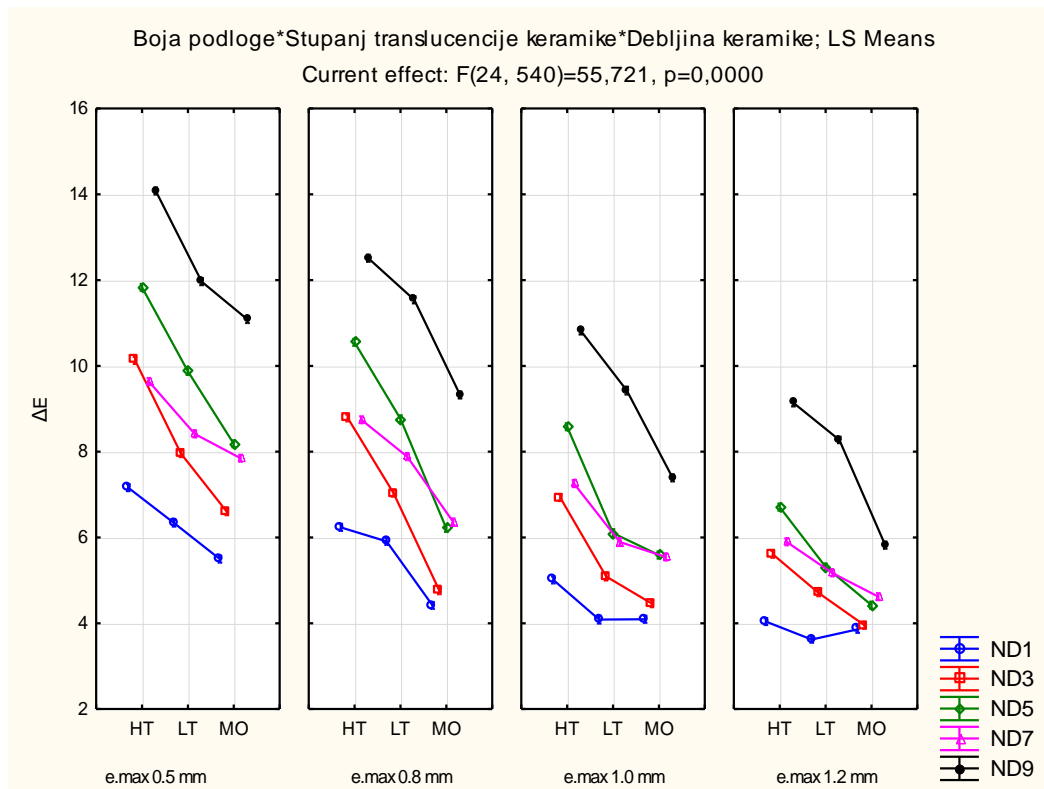 Boja podloge*Stupanj translucencije keramike*Debljina keramike; LS Means
Current effect: F(24, 540)=55,721, p=0,0000
16
14
12
10
8
6
4
2
ΔE
HT LT MO
HT LT MO
HT LT MO
HT LT MO
e.max 0.5 mm
e.max 0.8 mm
e.max 1.0 mm
e.max 1.2 mm
ND1
ND3
ND5
ND7
ND9